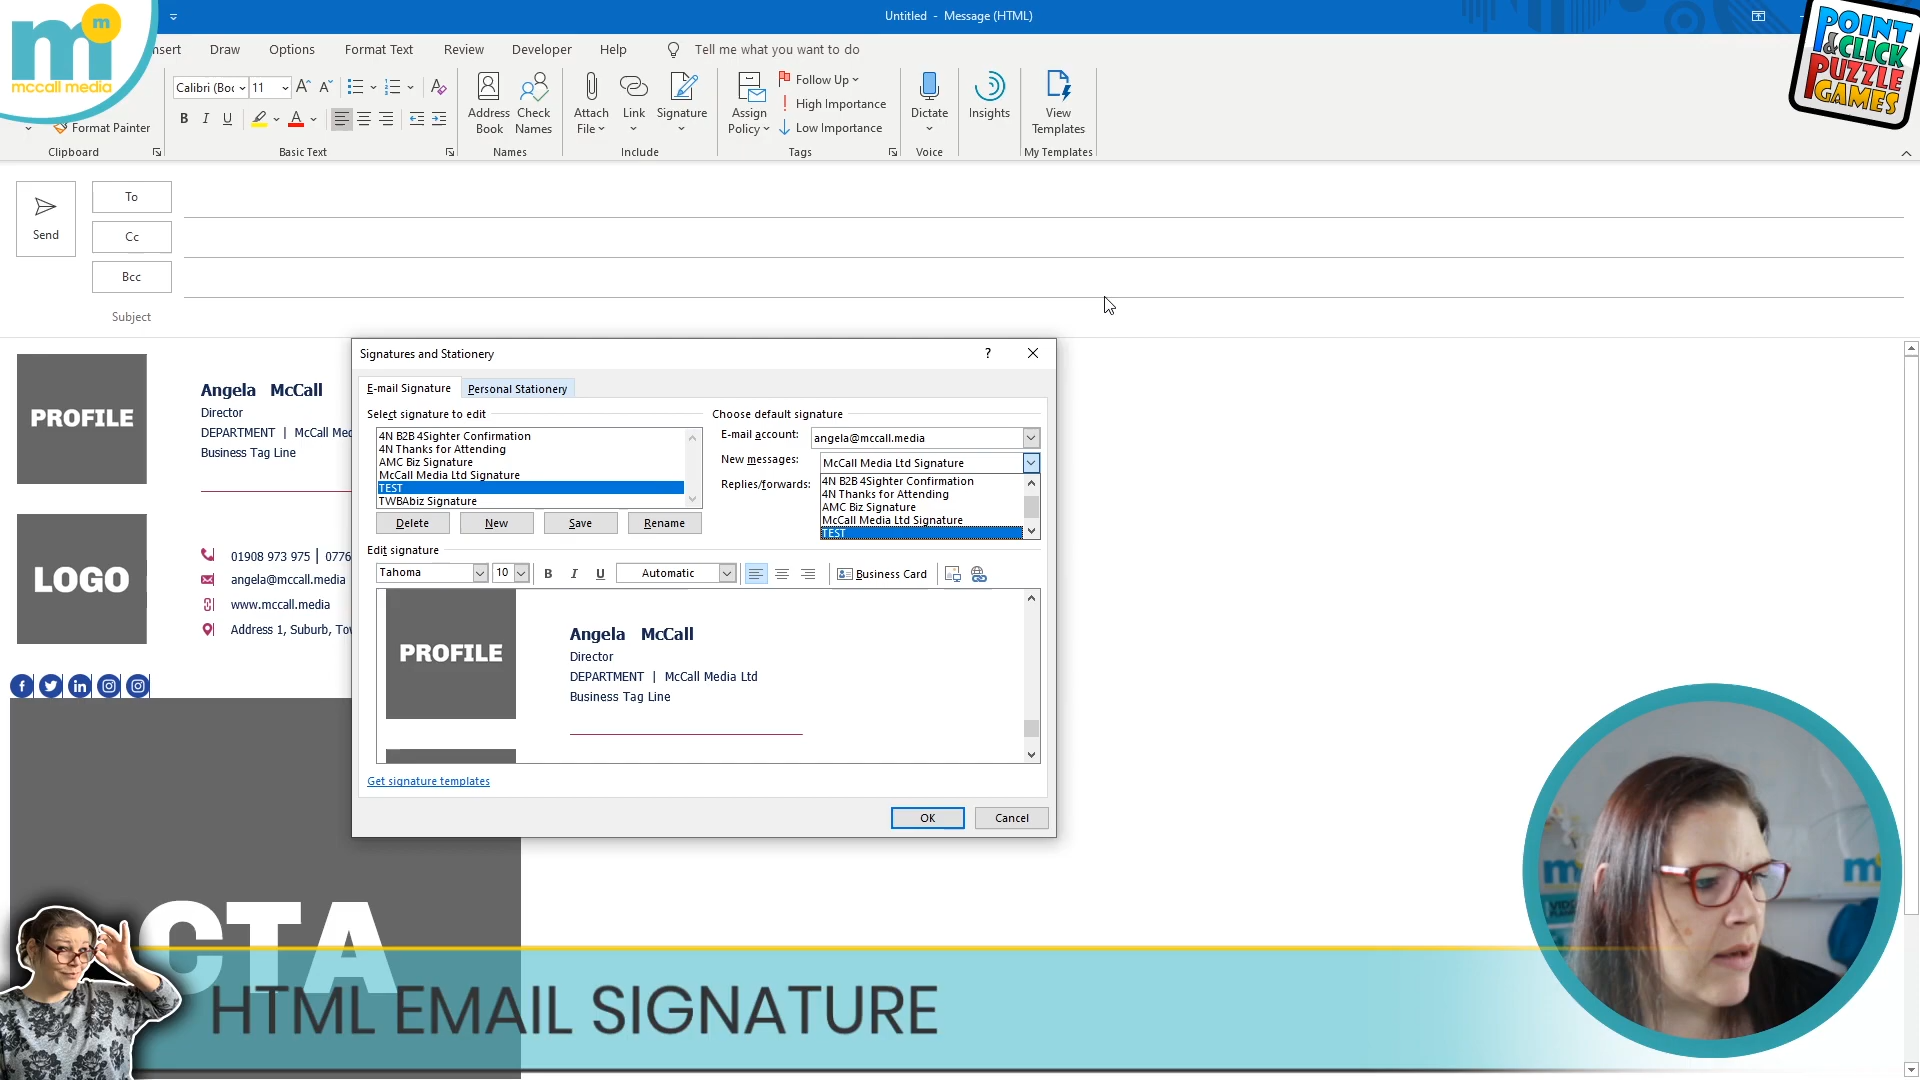 m
mccall media
Untitled - Message (HTML)
POINT
&CLICK
PUZZLE
GAMES
nsert
Draw
Options
Format Text
Review
Developer
Help
Tell me what you want to do
Format Painter
Clipboard
Calibri (Boc
11
B I U
Basic Text
Address
Book
Check
Names
Names
Attach
File
Link
Signature
Include
Assign
Policy
Follow Up
High Importance
Low Importance
Tags
Dictate
Voice
Insights
View
Templates
My Templates
Send
To
Cc
Bcc
Subject
PROFILE
Angela McCall
Director
DEPARTMENT | McCall Med
Business Tag Line
LOGO
01908 973 975 | 0776
angela@mccall.media
www.mccall.media
Address 1, Suburb, Tow
CTA
Signatures and Stationery
?
E-mail Signature
Personal Stationery
Select signature to edit
4N B2B 4Sighter Confirmation
4N Thanks for Attending
AMC Biz Signature
McCall Media Ltd Signature
TEST
TWBAbiz Signature
Delete
New
Save
Rename
Choose default signature
E-mail account:
angela@mccall.media
New messages:
McCall Media Ltd Signature
Replies/forwards:
4N B2B 4Sighter Confirmation
4N Thanks for Attending
AMC Biz Signature
McCall Media Ltd Signature
TEST
Edit signature
Tahoma
10
B I U
Automatic
Business Card
PROFILE
Angela McCall
Director
DEPARTMENT | McCall Media Ltd
Business Tag Line
Get signature templates
OK
Cancel
HTML EMAIL SIGNATURE